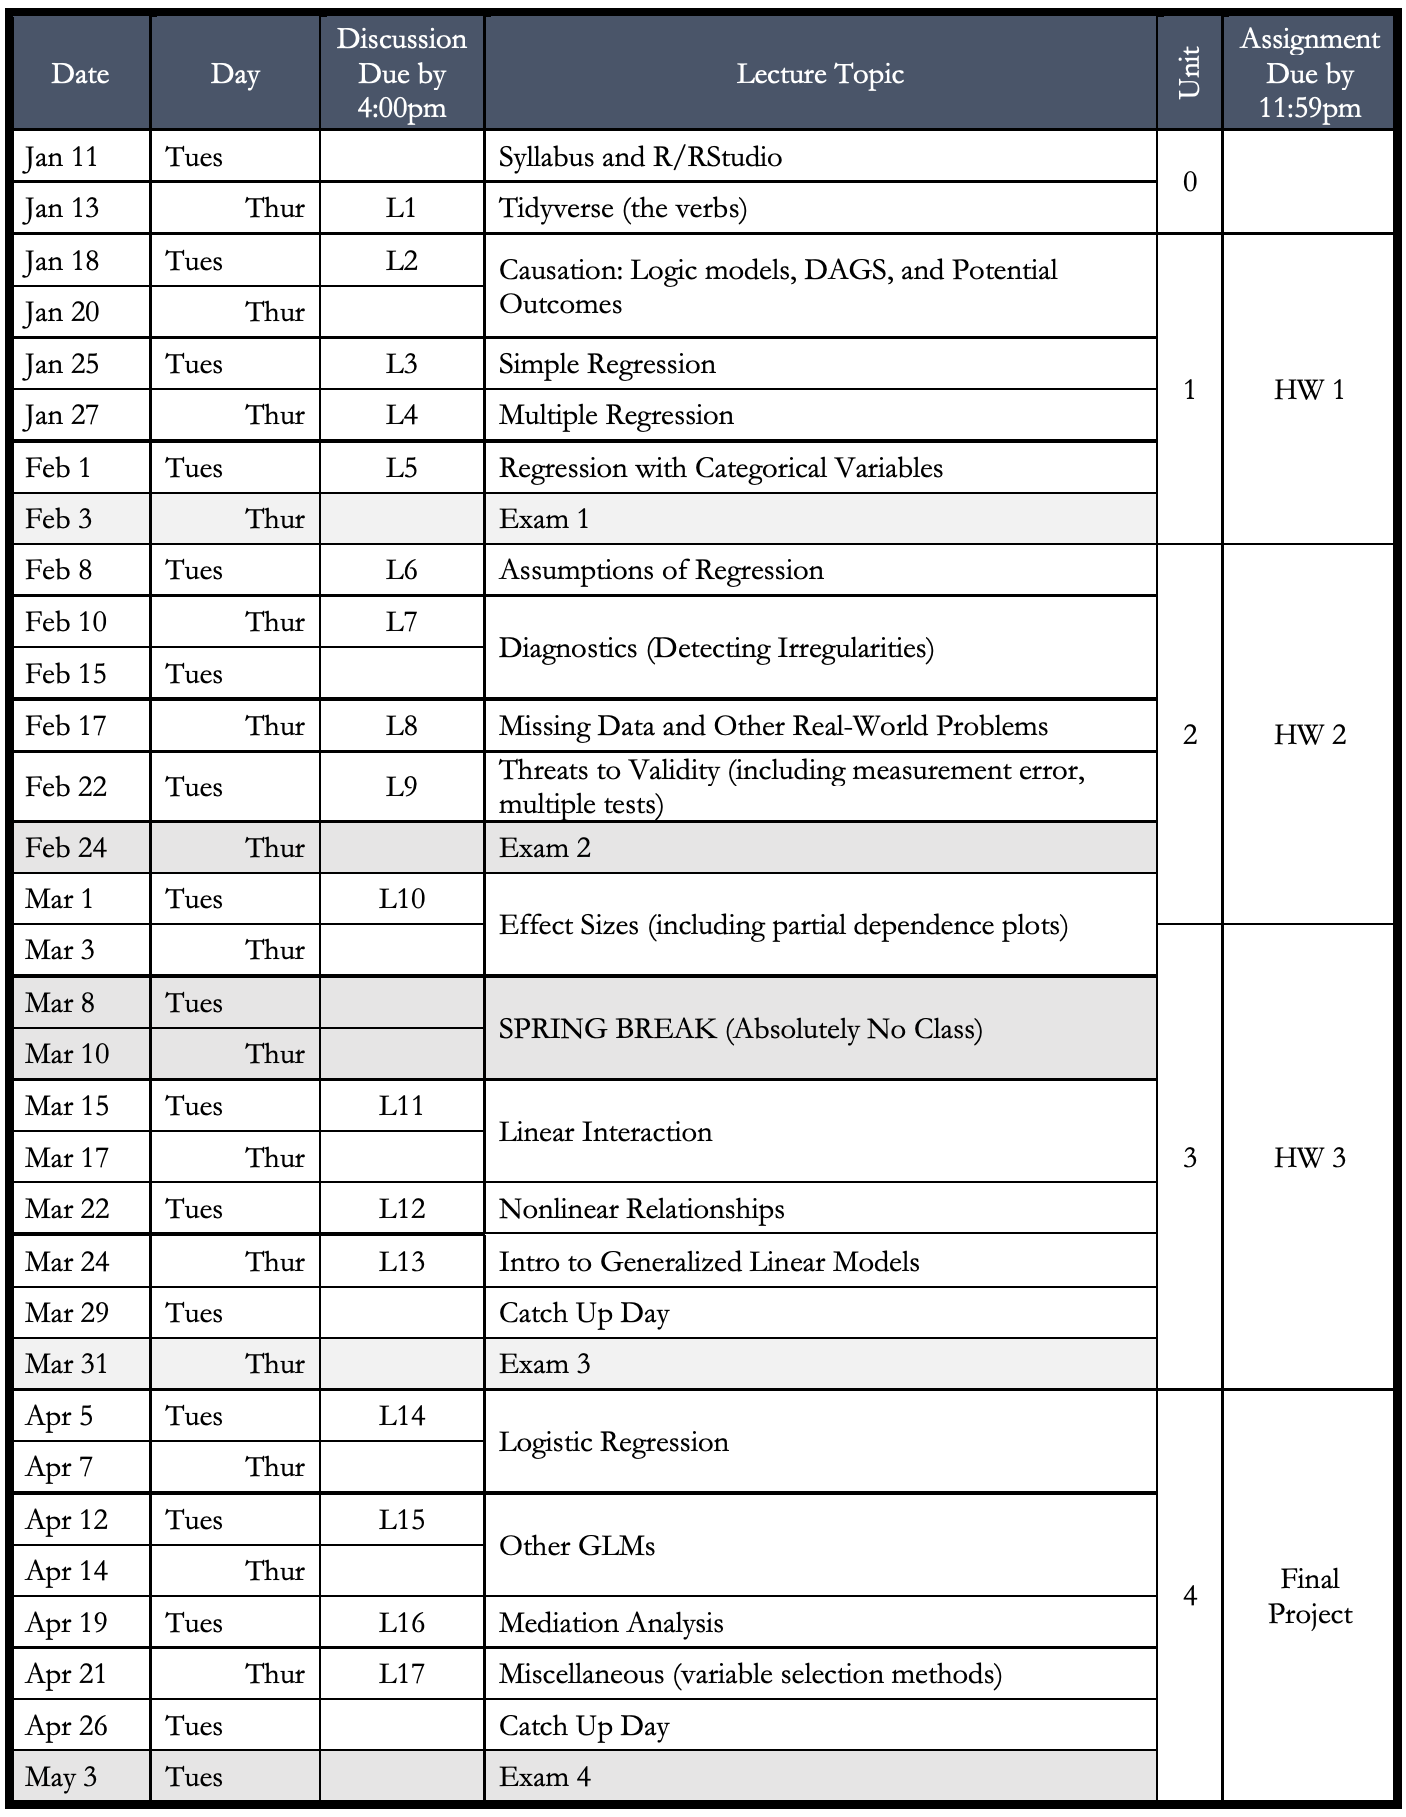 Date Day Discussion Due by 4:00pm Lecture Topic Unit Assignment Due by 11:59pm
Jan 11 Tues Syllabus and R/RStudio 0
Jan 13 Thur L1 Tidyverse (the verbs)
Jan 18 Tues L2 Causation: Logic models, DAGS, and Potential
Outcomes
Jan 20 Thur
Jan 25 Tues L3 Simple Regression 1 HW 1
Jan 27 Thur L4 Multiple Regression
Feb 1 Tues L5 Regression with Categorical Variables
Feb 3 Thur Exam 1
Feb 8 Tues L6 Assumptions of Regression
Feb 10 Thur L7 Diagnostics (Detecting Irregularities)
Feb 15 Tues
Feb 17 Thur L8 Missing Data and Other Real-World Problems 2 HW 2
Feb 22 Tues L9 Threats to Validity (including measurement error,
multiple tests)
Feb 24 Thur Exam 2
Mar 1 Tues L10 Effect Sizes (including partial dependence plots)
Mar 3 Thur
Mar 8 Tues SPRING BREAK (Absolutely No Class)
Mar 10 Thur
Mar 15 Tues L11 Linear Interaction
Mar 17 Thur 3 HW 3
Mar 22 Tues L12 Nonlinear Relationships
Mar 24 Thur L13 Intro to Generalized Linear Models
Mar 29 Tues Catch Up Day
Mar 31 Thur Exam 3
Apr 5 Tues L14 Logistic Regression
Apr 7 Thur
Apr 12 Tues L15 Other GLMs
Apr 14 Thur
Apr 19 Tues L16 Mediation Analysis 4 Final
Project
Apr 21 Thur L17 Miscellaneous (variable selection methods)
Apr 26 Tues Catch Up Day
May 3 Tues Exam 4